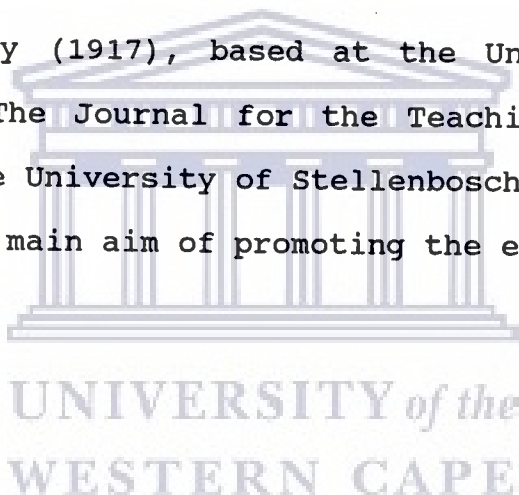 y (1917), based at the Un
The Journal for the Teachi
e University of Stellenbosch
main aim of promoting the e
UNIVERSITY of the
WESTERN CAPE